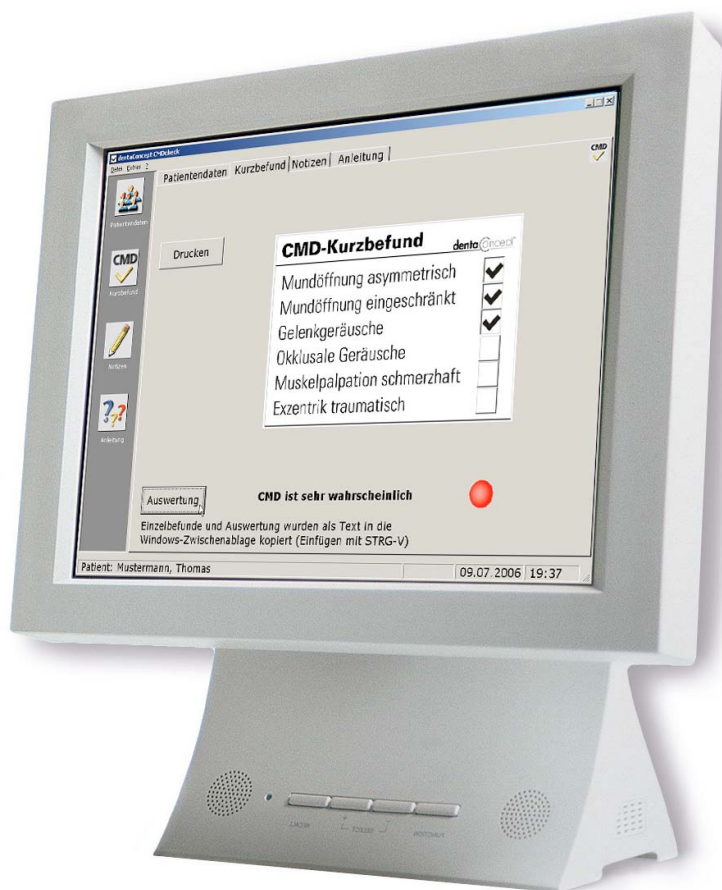 dentaConcept CMDcheck
Datei Extras ?
Patientendaten Kurzbefund Notizen Anleitung
CMD
Patientendaten
Drucken
CMD
Kurzbefund
Notizen
???
Anleitung
CMD-Kurzbefund
dentaConcept
Mundöffnung asymmetrisch
Mundöffnung eingeschränkt
Gelenkgeräusche
Okklusale Geräusche
Muskelpalpation schmerzhaft
Exzentrik traumatisch
Auswertung
CMD ist sehr wahrscheinlich
Einzelbefunde und Auswertung wurden als Text in die
Windows-Zwischenablage kopiert (Einfügen mit STRG-V)
Patient: Mustermann, Thomas
09.07.2006 19:37
SELECT
FUNCTION